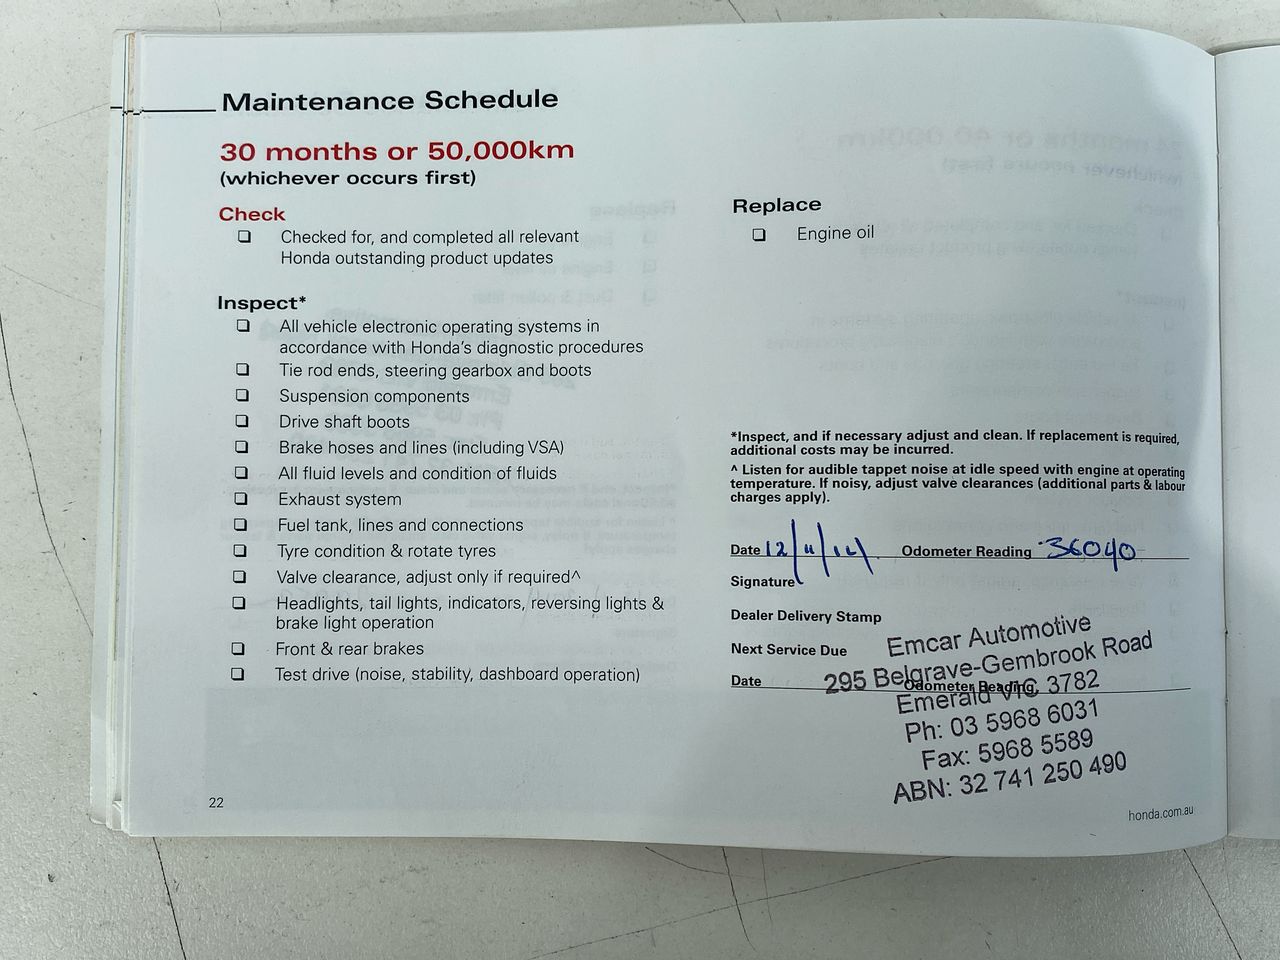 Maintenance Schedule
30 months or 50,000km
(whichever occurs first)
Check
❏ Checked for, and completed all relevant
Honda outstanding product updates
Inspect*
❏ All vehicle electronic operating systems in
accordance with Honda's diagnostic procedures
❏ Tie rod ends, steering gearbox and boots
❏ Suspension components
❏ Drive shaft boots
❏ Brake hoses and lines (including VSA)
❏ All fluid levels and condition of fluids
❏ Exhaust system
❏ Fuel tank, lines and connections
❏ Tyre condition & rotate tyres
❏ Valve clearance, adjust only if required^
❏ Headlights, tail lights, indicators, reversing lights &
brake light operation
❏ Front & rear brakes
❏ Test drive (noise, stability, dashboard operation)
22
Replace
❏ Engine oil
*Inspect, and if necessary adjust and clean. If replacement is required,
additional costs may be incurred.
^ Listen for audible tappet noise at idle speed with engine at operating
temperature. If noisy, adjust valve clearances (additional parts & labour
charges apply).
Date Odometer Reading 36040
Signature
Dealer Delivery Stamp
Next Service Due
Date Odometer Reading
Emcar Automotive
295 Belgrave-Gembrook Road
Emerald VIC 3782
Ph: 03 5968 6031
Fax: 5968 5589
ABN: 32 741 250 490
honda.com.au